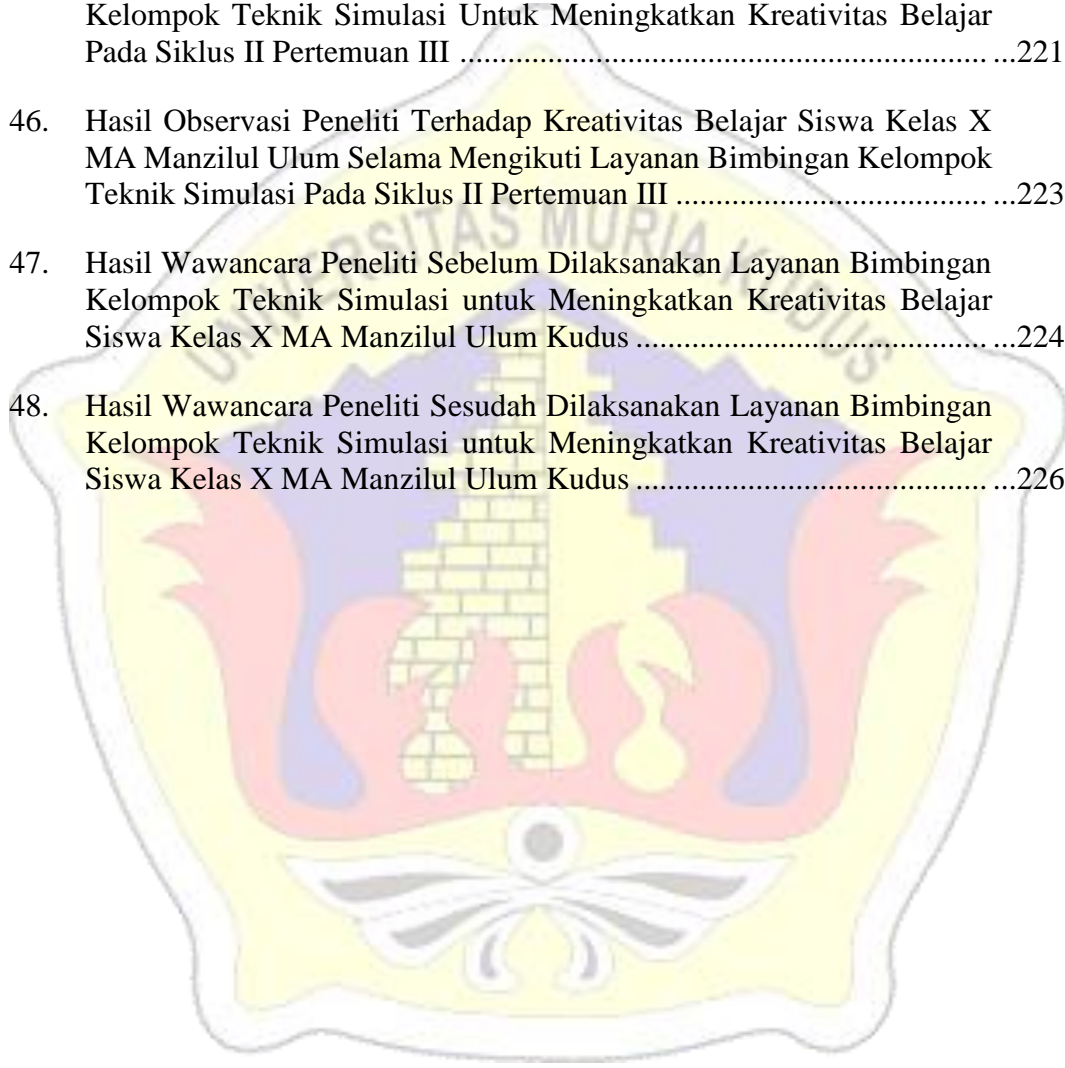 Kelompok Teknik Simulasi Untuk Meningkatkan Kreativitas Belajar
Pada Siklus II Pertemuan III ............................................................... ...221
46. Hasil Observasi Peneliti Terhadap Kreativitas Belajar Siswa Kelas X
MA Manzilul Ulum Selama Mengikuti Layanan Bimbingan Kelompok
Teknik Simulasi Pada Siklus II Pertemuan III ..................................... ...223
47. Hasil Wawancara Peneliti Sebelum Dilaksanakan Layanan Bimbingan
Kelompok Teknik Simulasi untuk Meningkatkan Kreativitas Belajar
Siswa Kelas X MA Manzilul Ulum Kudus .......................................... ...224
48. Hasil Wawancara Peneliti Sesudah Dilaksanakan Layanan Bimbingan
Kelompok Teknik Simulasi untuk Meningkatkan Kreativitas Belajar
Siswa Kelas X MA Manzilul Ulum Kudus .......................................... ...226
UNIVERSITAS MURIA KUDUS